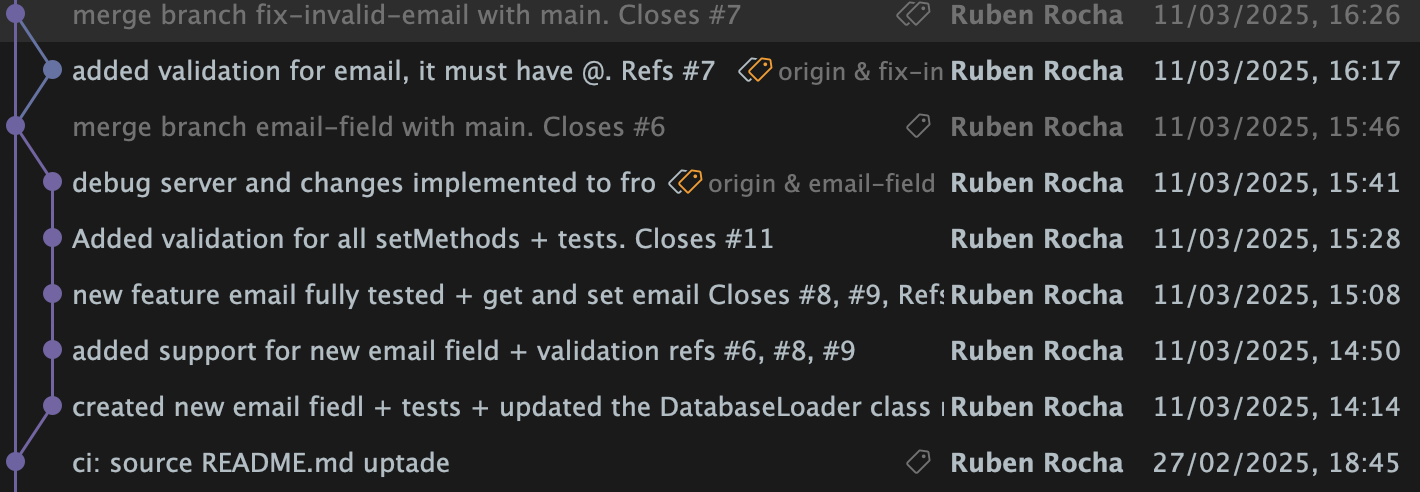 merge branch fix-invalid-email with main. Closes #7 Ruben Rocha 11/03/2025, 16:26
added validation for email, it must have @. Refs #7 origin & fix-in Ruben Rocha 11/03/2025, 16:17
merge branch email-field with main. Closes #6 Ruben Rocha 11/03/2025, 15:46
debug server and changes implemented to fro origin & email-field Ruben Rocha 11/03/2025, 15:41
Added validation for all setMethods + tests. Closes #11 Ruben Rocha 11/03/2025, 15:28
new feature email fully tested + get and set email Closes #8, #9, Refs Ruben Rocha 11/03/2025, 15:08
added support for new email field + validation refs #6, #8, #9 Ruben Rocha 11/03/2025, 14:50
created new email fiedl + tests + updated the DatabaseLoader class Ruben Rocha 11/03/2025, 14:14
ci: source README.md uptade Ruben Rocha 27/02/2025, 18:45